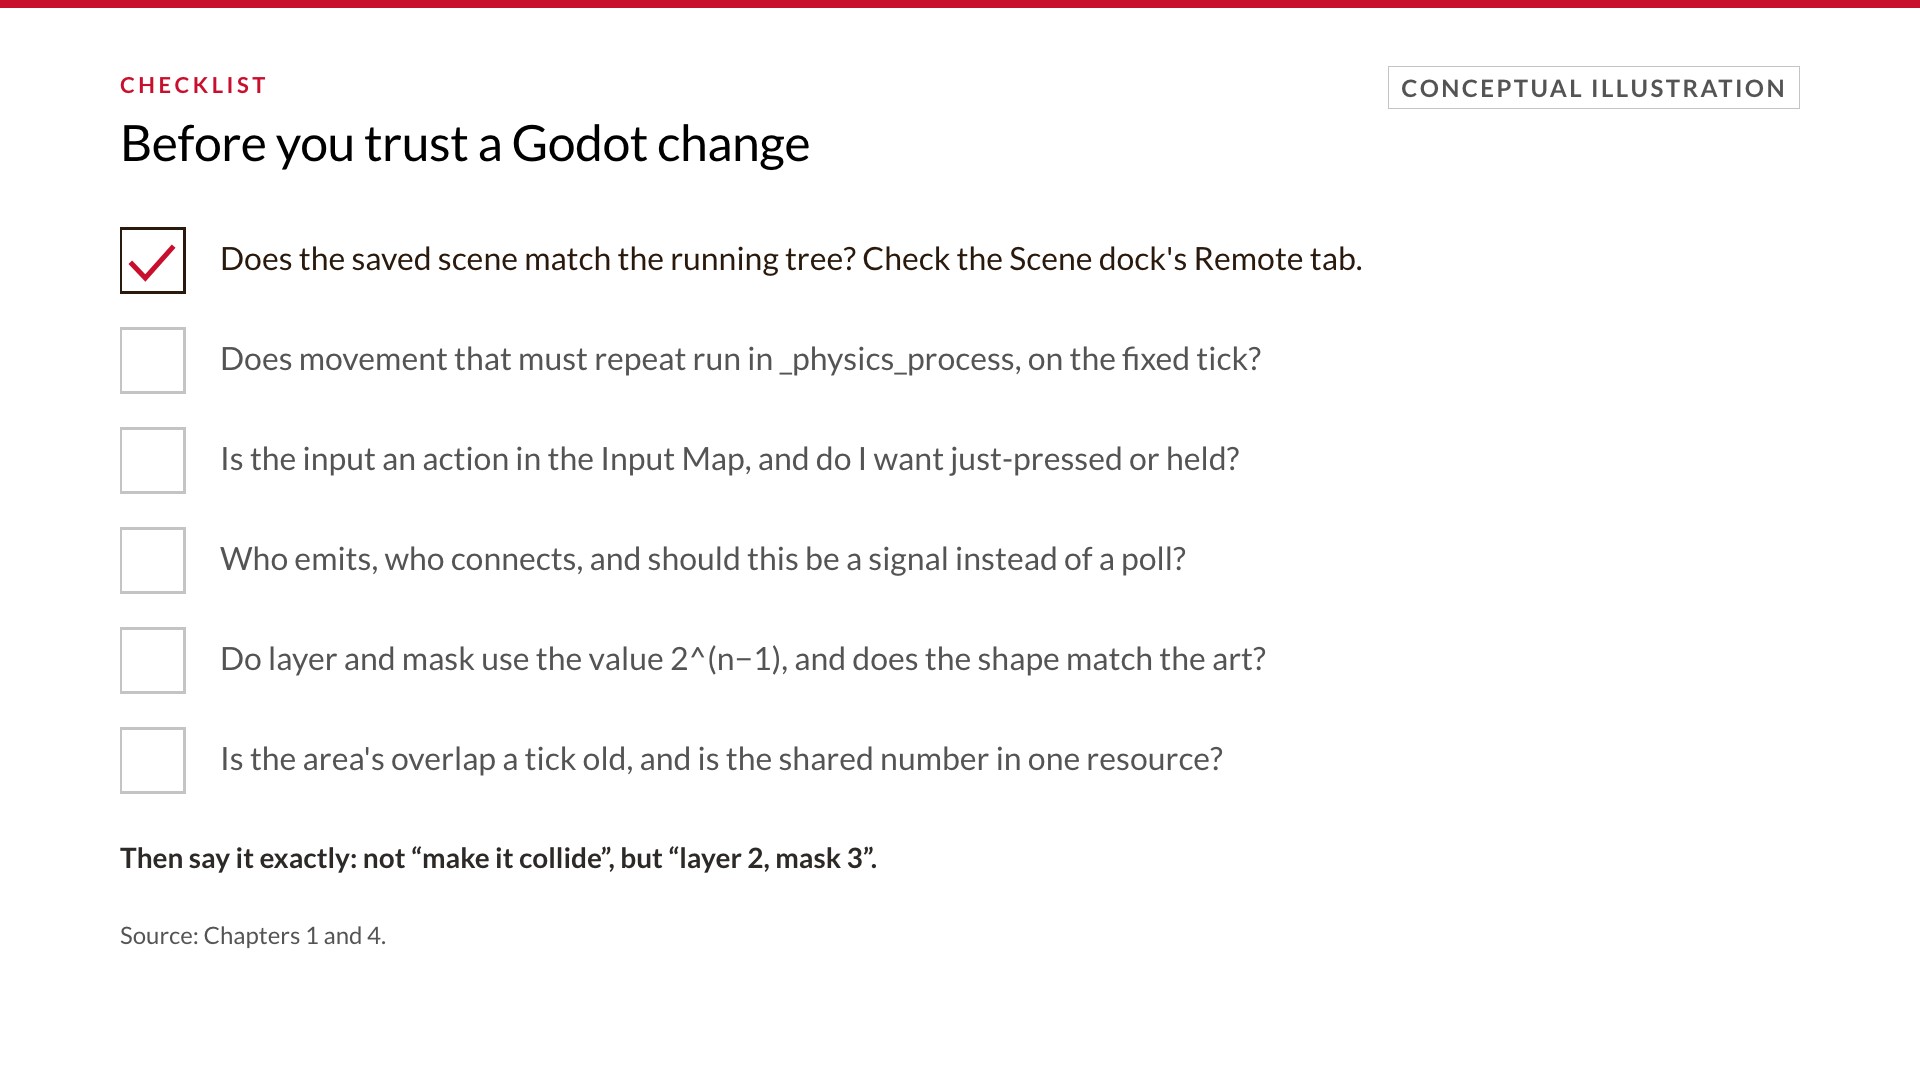 CHECKLIST
CONCEPTUAL ILLUSTRATION
Before you trust a Godot change
Does the saved scene match the running tree? Check the Scene dock's Remote tab.
Does movement that must repeat run in _physics_process, on the fixed tick?
Is the input an action in the Input Map, and do I want just-pressed or held?
Who emits, who connects, and should this be a signal instead of a poll?
Do layer and mask use the value 2^(n−1), and does the shape match the art?
Is the area's overlap a tick old, and is the shared number in one resource?
Then say it exactly: not “make it collide”, but “layer 2, mask 3”.
Source: Chapters 1 and 4.